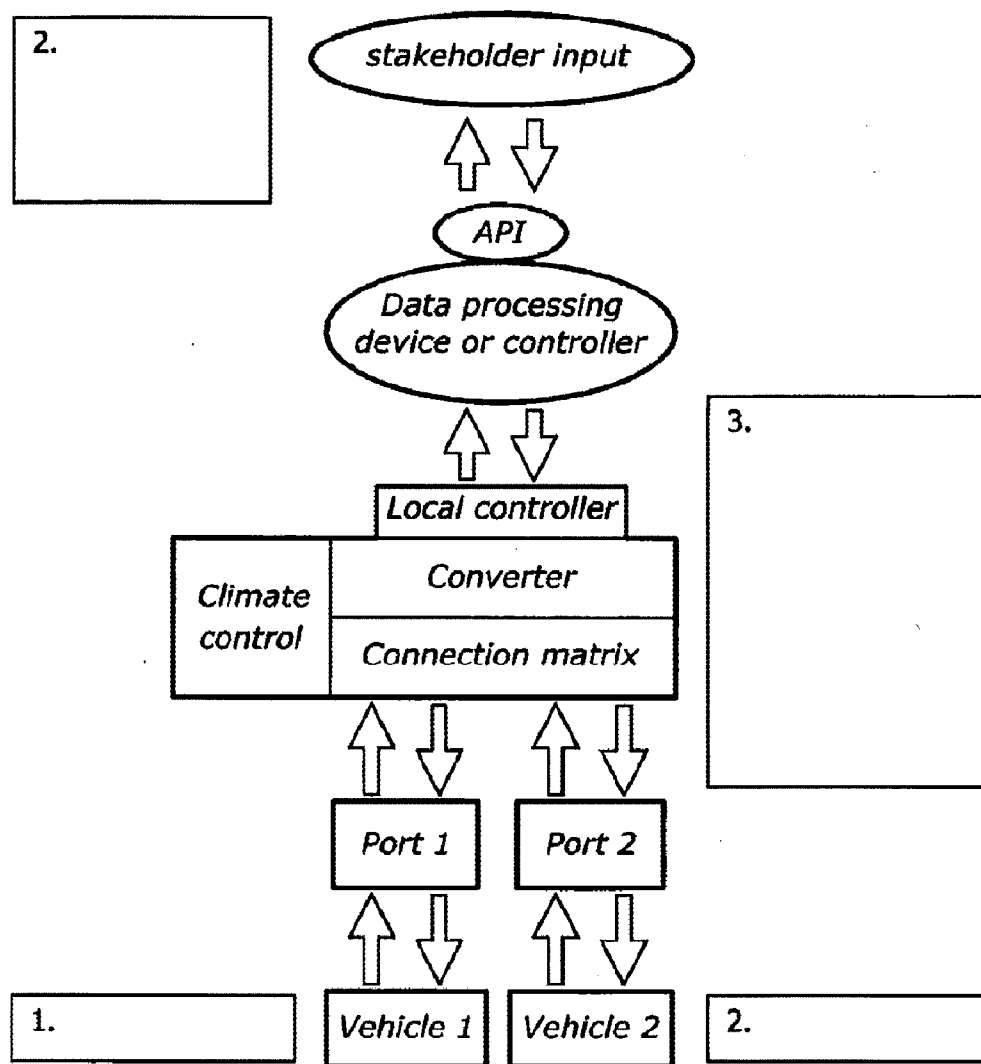 2.
stakeholder input
API
Data processing
device or controller
3.
Local controller
Climate
control
Converter
Connection matrix
Port 1
Port 2
1.
Vehicle 1
Vehicle 2
2.